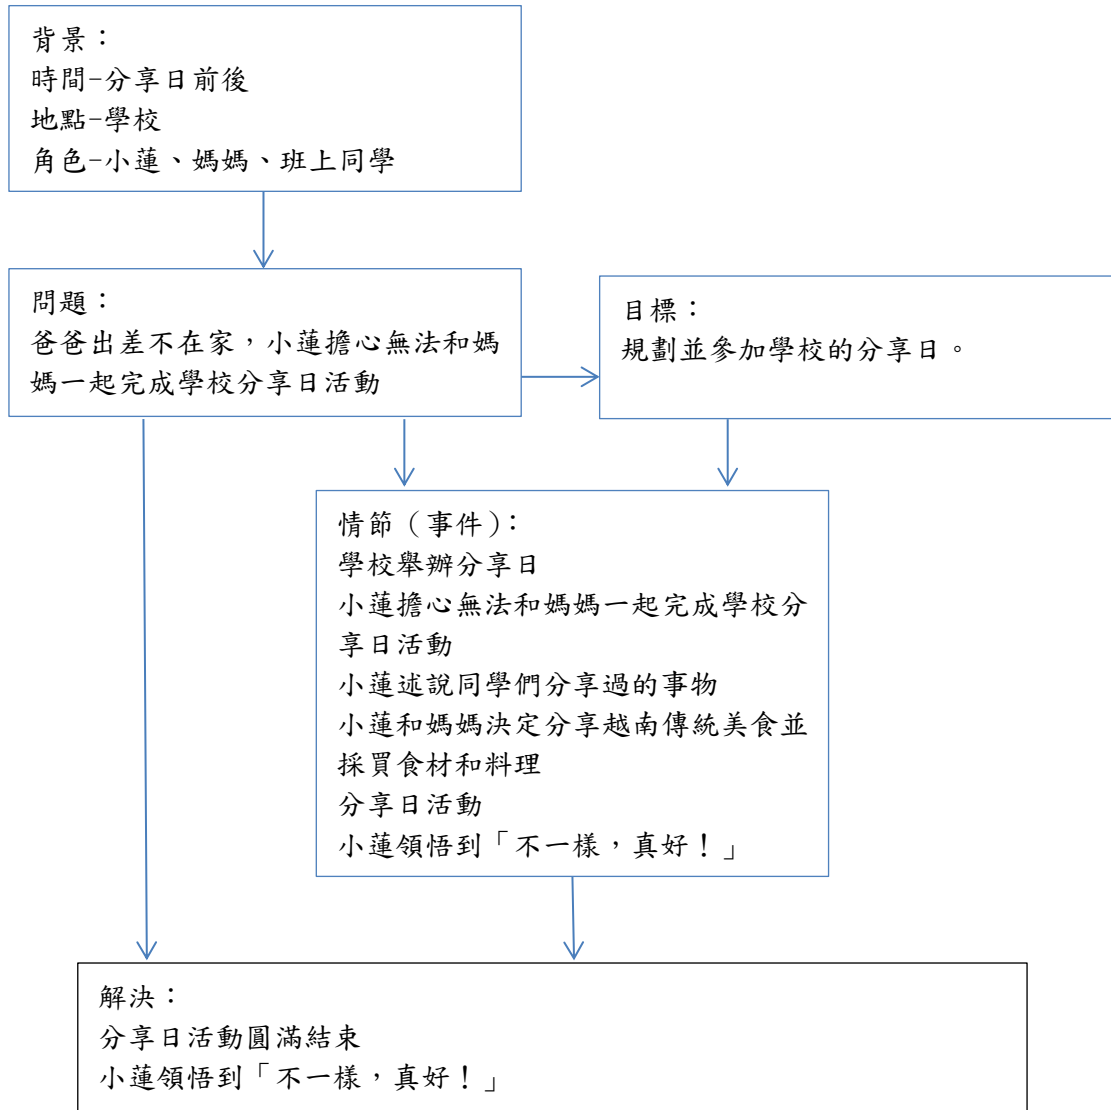 背景：
時間-分享日前後
地點-學校
角色-小蓮、媽媽、班上同學
問題：
爸爸出差不在家，小蓮擔心無法和媽
媽一起完成學校分享日活動
目標：
規劃並參加學校的分享日。
情節（事件）：
學校舉辦分享日
小蓮擔心無法和媽媽一起完成學校分
享日活動
小蓮述說同學們分享過的事物
小蓮和媽媽決定分享越南傳統美食並
採買食材和料理
分享日活動
小蓮領悟到「不一樣，真好！」
解決：
分享日活動圓滿結束
小蓮領悟到「不一樣，真好！」